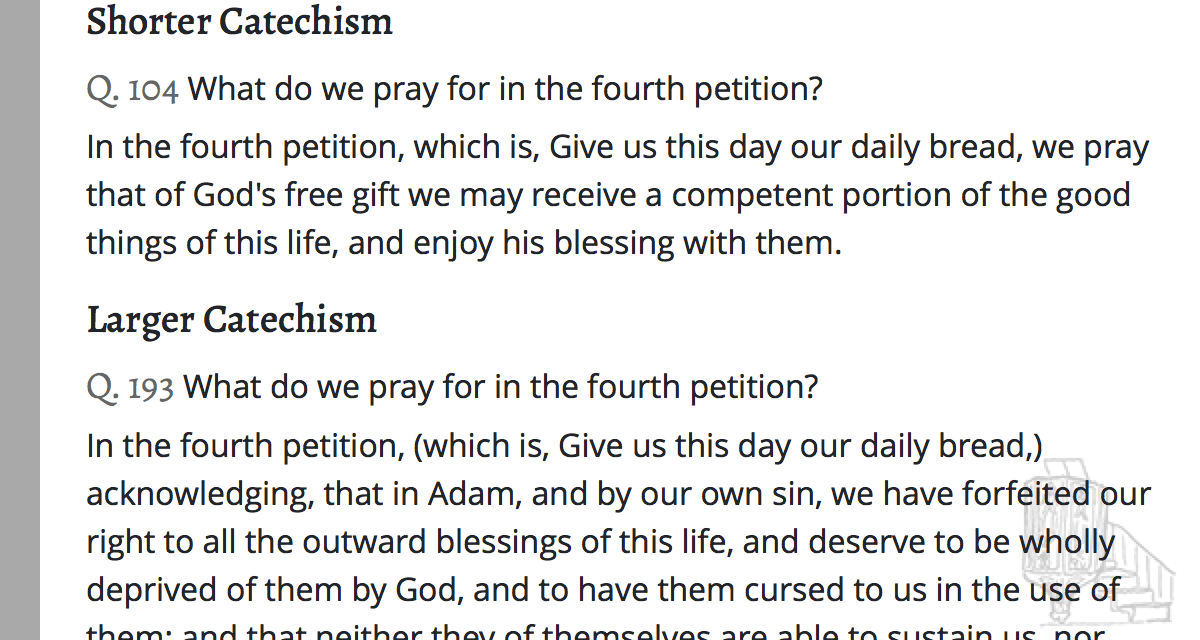 Shorter Catechism
Q. 104 What do we pray for in the fourth petition?
In the fourth petition, which is, Give us this day our daily bread, we pray
that of God's free gift we may receive a competent portion of the good
things of this life, and enjoy his blessing with them.
Larger Catechism
Q. 193 What do we pray for in the fourth petition?
In the fourth petition, (which is, Give us this day our daily bread,)
acknowledging, that in Adam, and by our own sin, we have forfeited our
right to all the outward blessings of this life, and deserve to be wholly
deprived of them by God, and to have them cursed to us in the use of
them; and that neither they of themselves are able to sustain us, nor